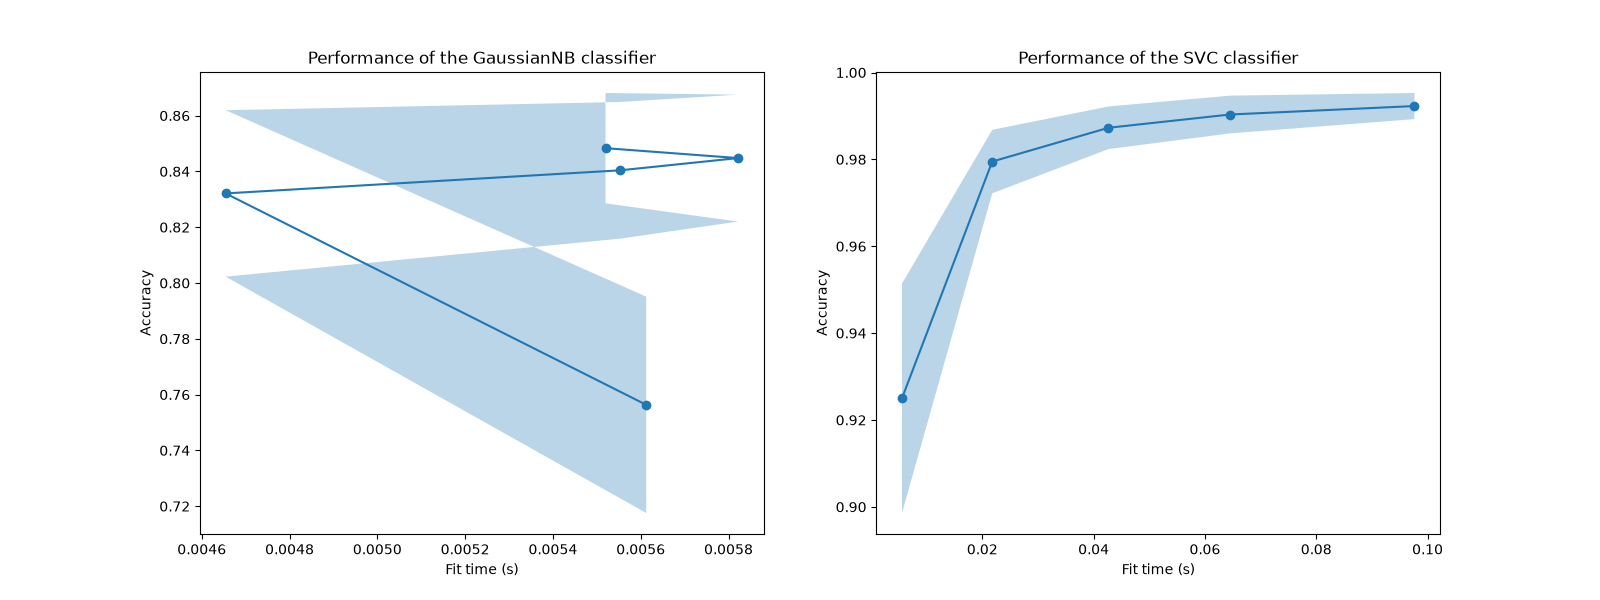 Performance of the GaussianNB classifier
Accuracy
0.86
0.84
0.82
0.80
0.78
0.76
0.74
0.72
0.0046 0.0048 0.0050 0.0052 0.0054 0.0056 0.0058
Fit time (s)
Performance of the SVC classifier
Accuracy
1.00
0.98
0.96
0.94
0.92
0.90
0.02 0.04 0.06 0.08 0.10
Fit time (s)